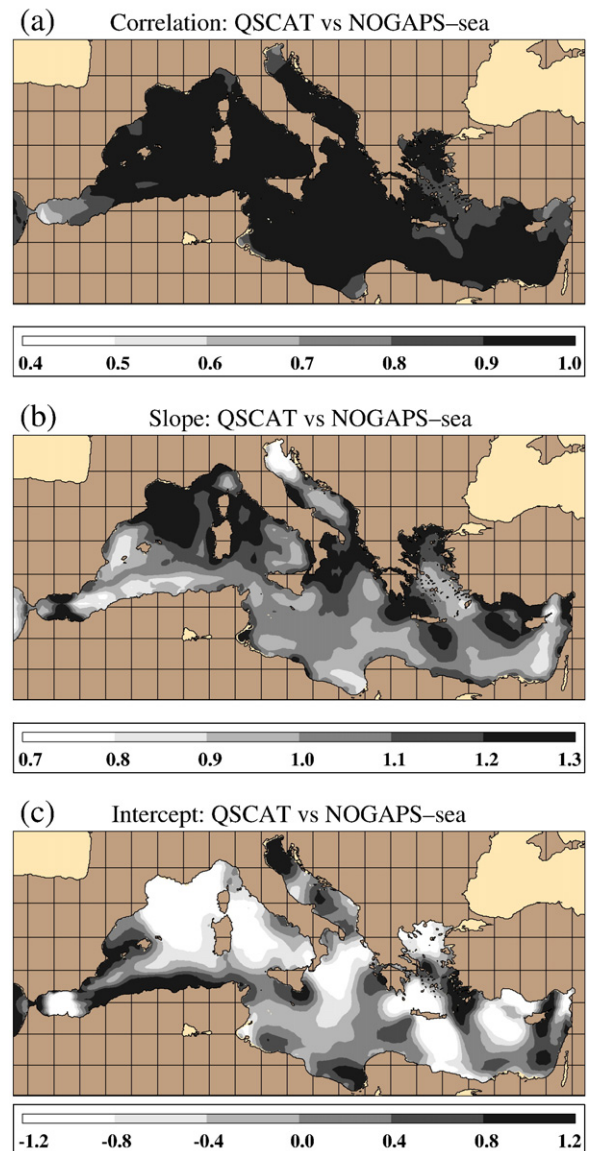 (a) Correlation: QSCAT vs NOGAPS–sea
0.4 0.5 0.6 0.7 0.8 0.9 1.0
(b) Slope: QSCAT vs NOGAPS–sea
0.7 0.8 0.9 1.0 1.1 1.2 1.3
(c) Intercept: QSCAT vs NOGAPS–sea
-1.2 -0.8 -0.4 0.0 0.4 0.8 1.2